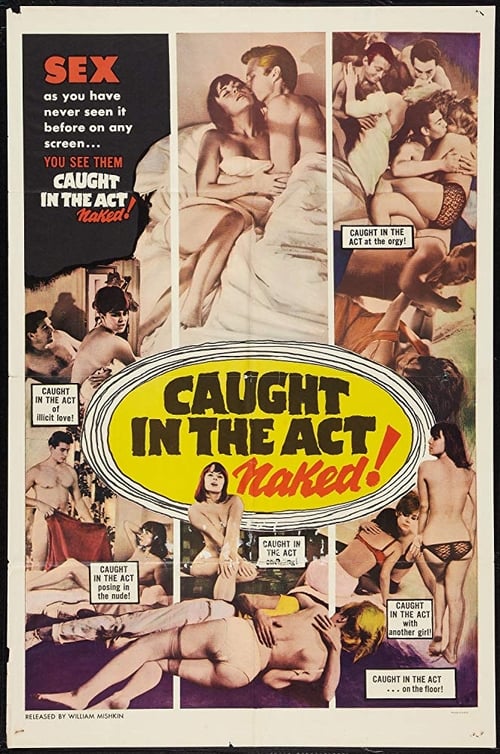 SEX
as you have
never seen it
before on any
screen...
YOU SEE THEM
CAUGHT
IN THE ACT
Naked!
CAUGHT IN THE
ACT at the orgy!
CAUGHT
IN THE ACT
of
illicit love!
CAUGHT
IN THE ACT
Naked!
CAUGHT IN
THE ACT
CAUGHT
IN THE ACT
posing in
the nude!
CAUGHT
IN THE ACT
with
another girl!
CAUGHT IN THE ACT
... on the floor!
RELEASED BY WILLIAM MISHKIN